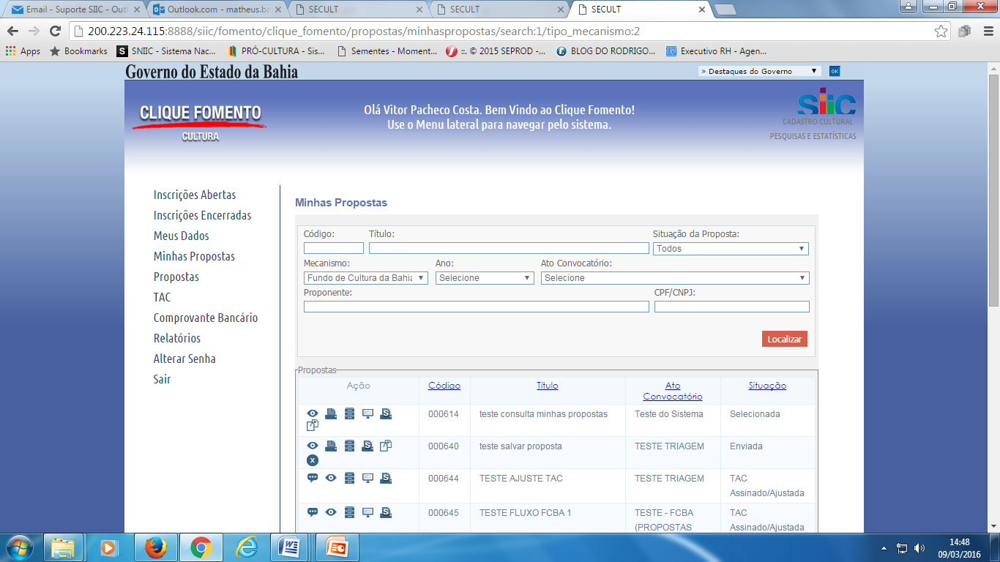 Email - Suporte SIIC - Outl
Outlook.com - matheus.ba
SECULT
SECULT
SECULT
200.223.24.115:8888/siic/fomento/clique_fomento/propostas/minhaspropostas/search:1/tipo_mecanismo:2
Apps
Bookmarks
SNIIC - Sistema Nac...
PRÓ-CULTURA - Sis...
Sementes - Moment...
::. © 2015 SEPROD -...
BLOG DO RODRIGO...
Executivo RH - Agen...
Governo do Estado da Bahia
» Destaques do Governo
OK
CLIQUE FOMENTO
CULTURA
Olá Vitor Pacheco Costa. Bem Vindo ao Clique Fomento!
Use o Menu lateral para navegar pelo sistema.
SiiC
CADASTRO CULTURAL
PESQUISAS E ESTATÍSTICAS
Inscrições Abertas
Inscrições Encerradas
Meus Dados
Minhas Propostas
Propostas
TAC
Comprovante Bancário
Relatórios
Alterar Senha
Sair
Minhas Propostas
Código:
Título:
Situação da Proposta:
Todos
Mecanismo:
Ano:
Ato Convocatório:
Fundo de Cultura da Bahia
Selecione
Selecione
Proponente:
CPF/CNPJ:
Localizar
Propostas
Ação
Código
Título
Ato
Convocatório
Situação
000614
teste consulta minhas propostas
Teste do Sistema
Selecionada
000640
teste salvar proposta
TESTE TRIAGEM
Enviada
000644
TESTE AJUSTE TAC
TESTE TRIAGEM
TAC
Assinado/Ajustada
000645
TESTE FLUXO FCBA 1
TESTE - FCBA
(PROPOSTAS
TAC
Assinado/Ajustada
14:48
09/03/2016